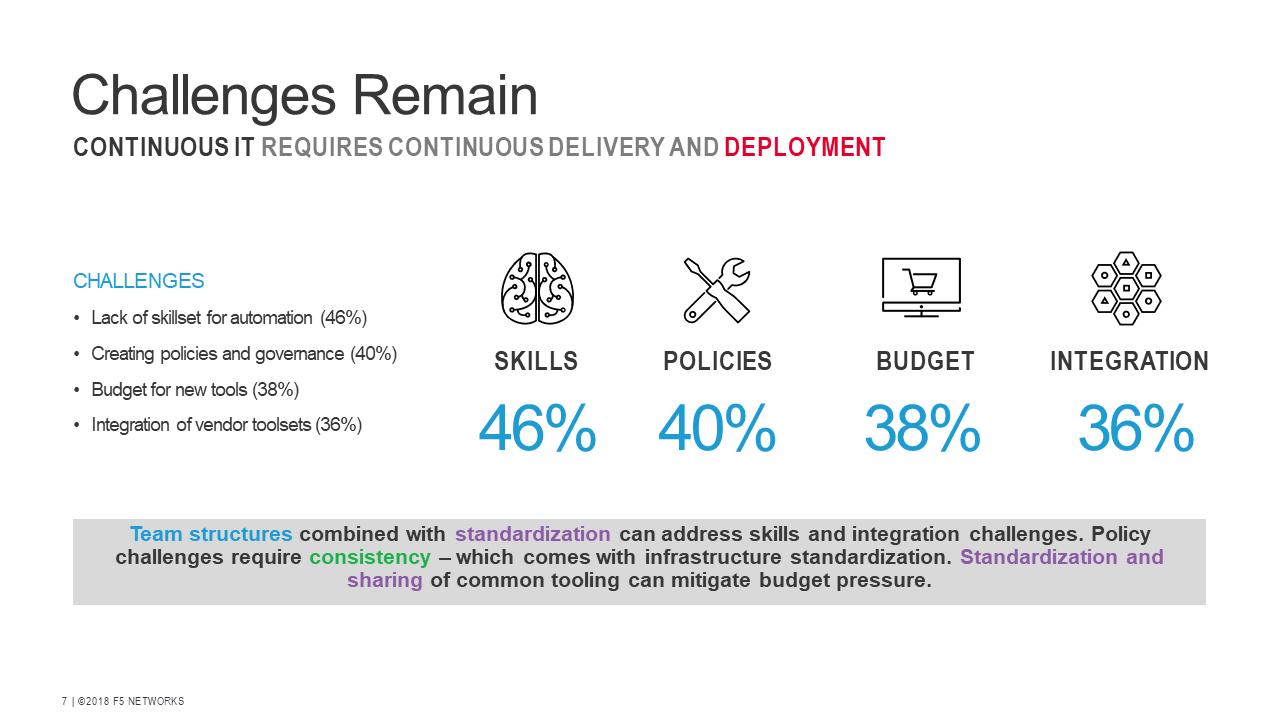 Challenges Remain
CONTINUOUS IT REQUIRES CONTINUOUS DELIVERY AND DEPLOYMENT
CHALLENGES
• Lack of skillset for automation (46%)
• Creating policies and governance (40%)
• Budget for new tools (38%)
• Integration of vendor toolsets (36%)
SKILLS
46%
POLICIES
40%
BUDGET
38%
INTEGRATION
36%
Team structures combined with standardization can address skills and integration challenges. Policy
challenges require consistency – which comes with infrastructure standardization. Standardization and
sharing of common tooling can mitigate budget pressure.
7 | ©2018 F5 NETWORKS